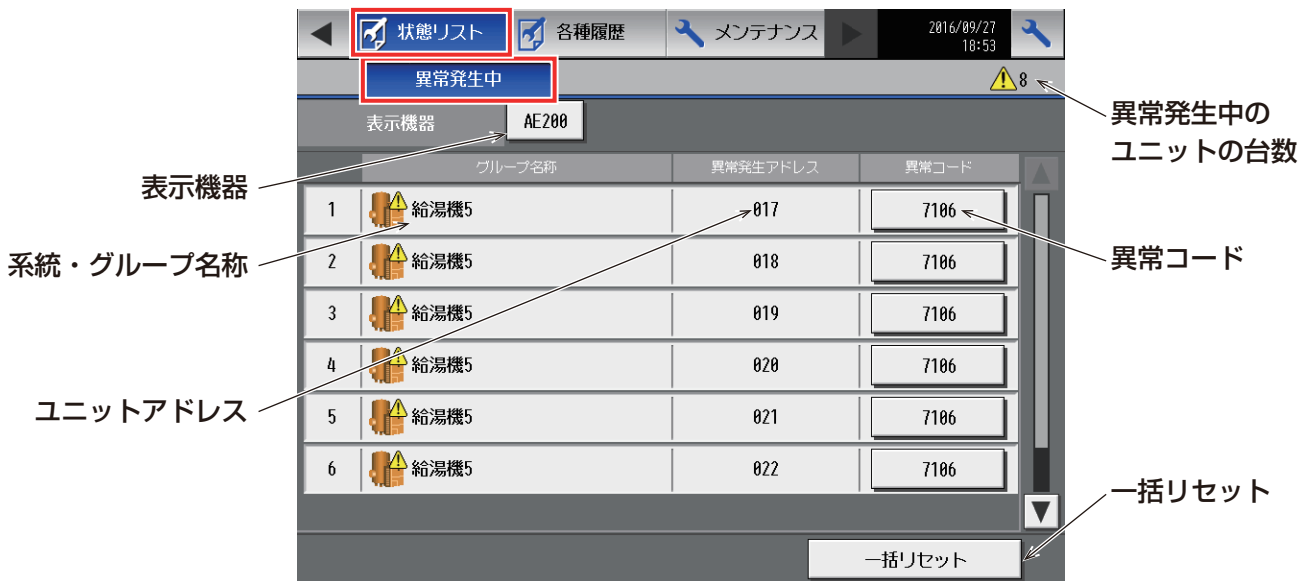 状態リスト
各種履歴
メンテナンス
2016/09/27
18:53
異常発生中
8
異常発生中の
ユニットの台数
表示機器
AE200
表示機器
グループ名称
異常発生アドレス
異常コード
1
給湯機5
017
7106
系統・グループ名称
異常コード
2
給湯機5
018
7106
3
給湯機5
019
7106
4
給湯機5
020
7106
ユニットアドレス
5
給湯機5
021
7106
6
給湯機5
022
7106
一括リセット
一括リセット